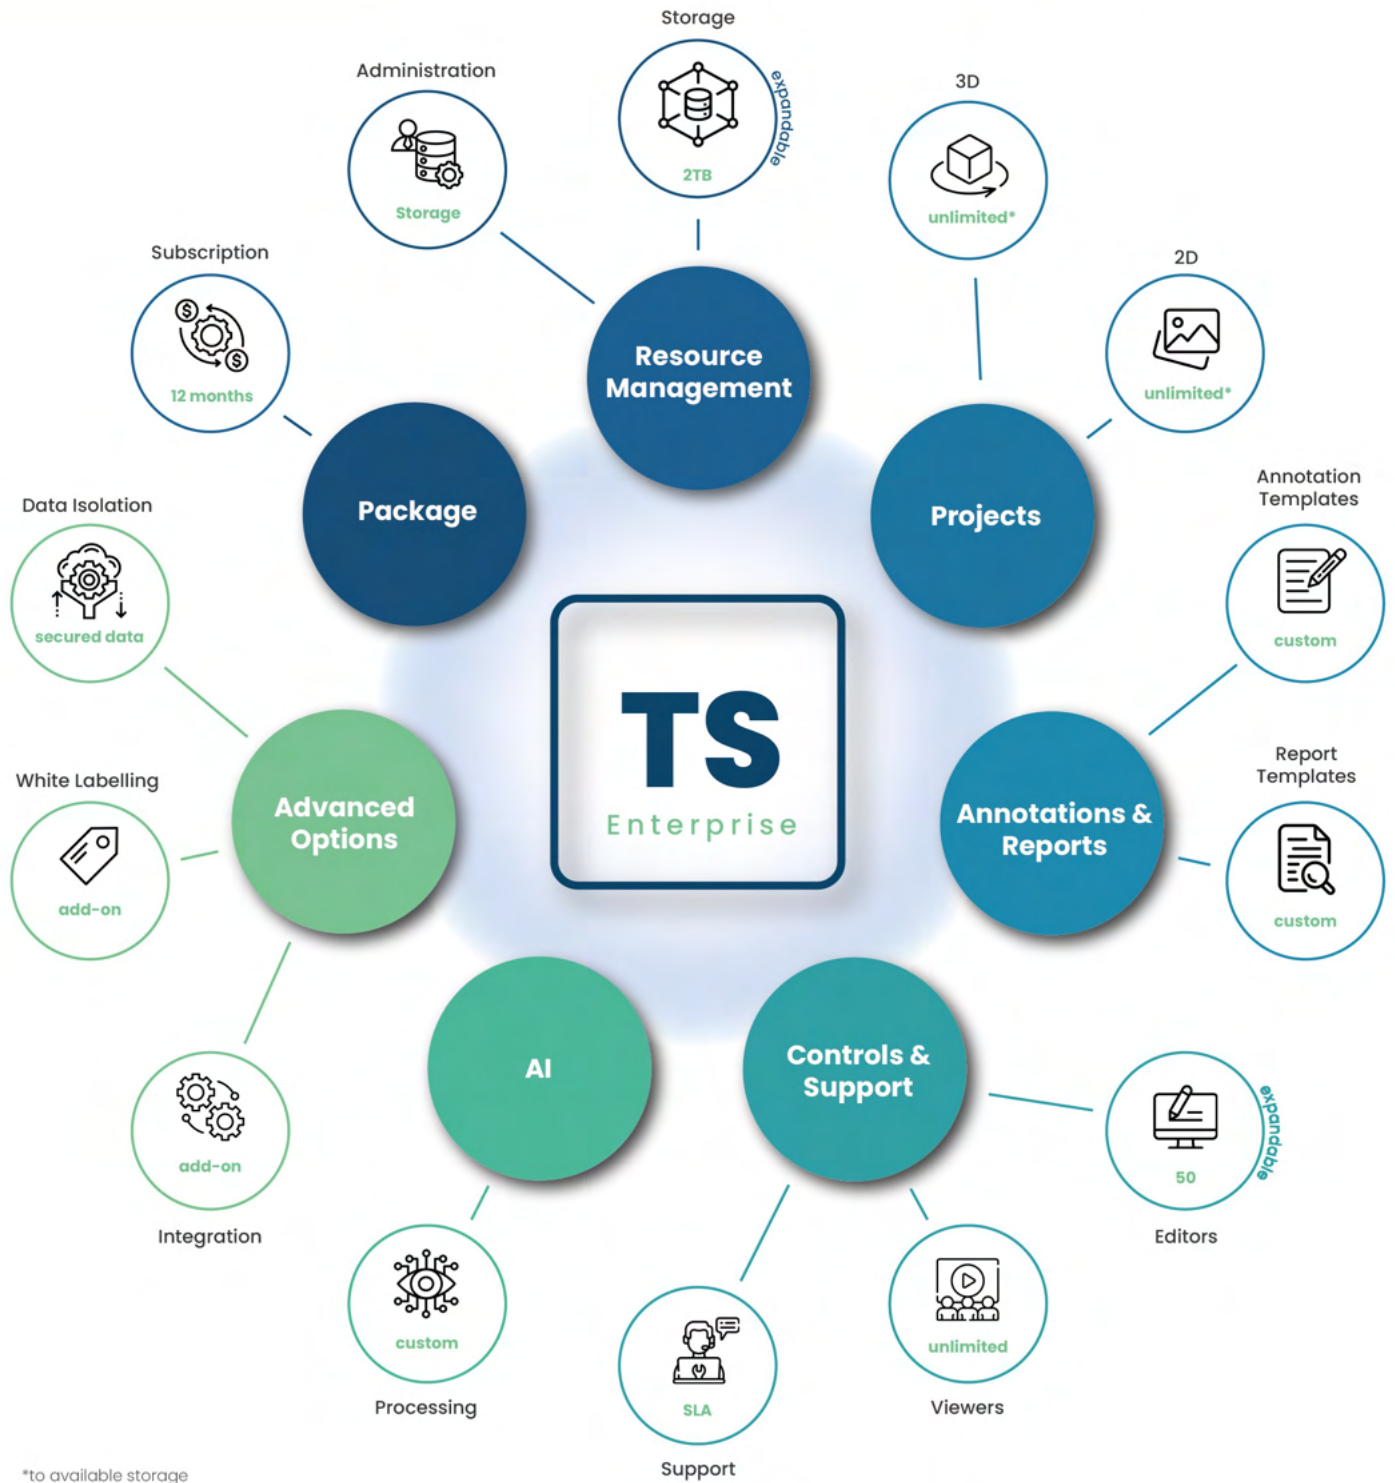 Storage
expandable
2TB
Administration
Storage
3D
unlimited*
Subscription
12 months
2D
unlimited*
Resource
Management
Package
Projects
Data Isolation
secured data
Annotation
Templates
custom
TS
Enterprise
White Labelling
add-on
Advanced
Options
Annotations &
Reports
Report
Templates
custom
AI
Controls &
Support
add-on
Integration
expandable
50
Editors
custom
Processing
SLA
Support
unlimited
Viewers
*to available storage